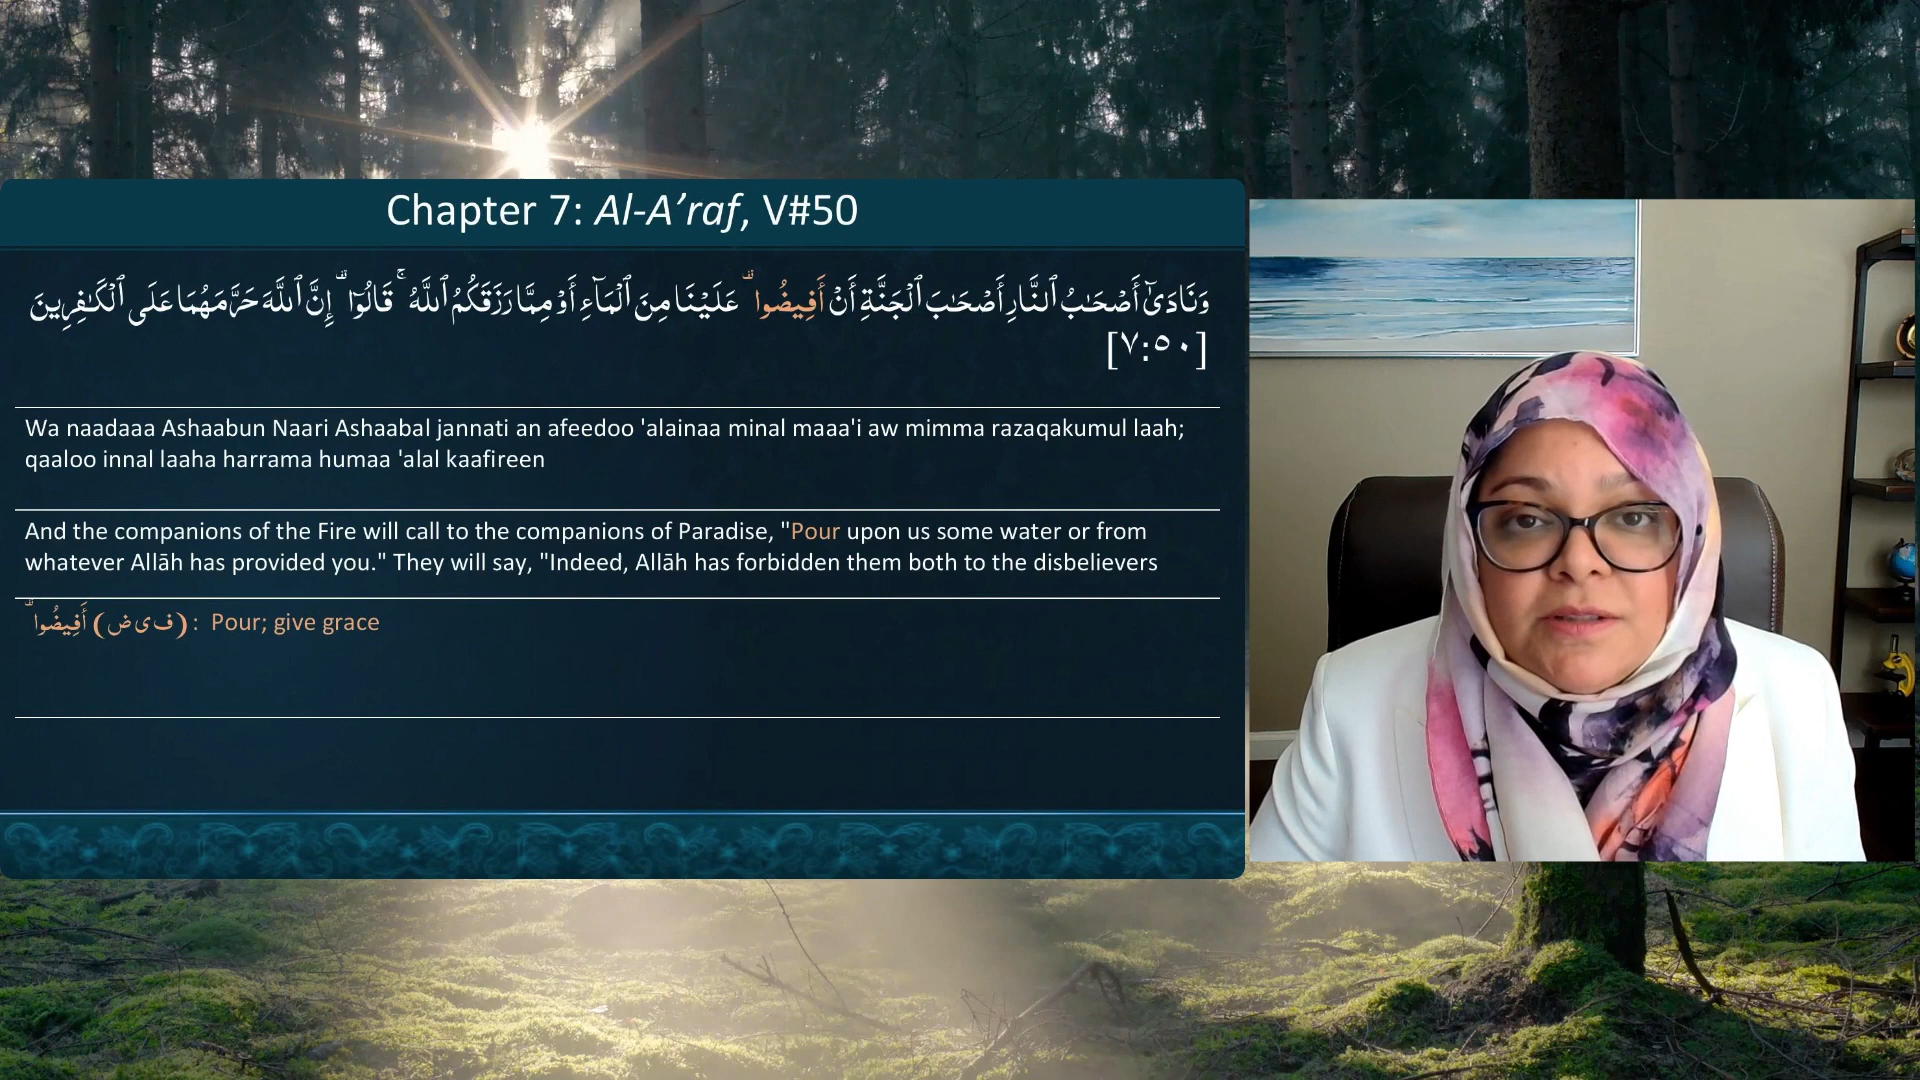 Chapter 7: Al-A’raf, V#50
وَنَادَىٰٓ أَصْحَـٰبُ ٱلنَّارِ أَصْحَـٰبَ ٱلْجَنَّةِ أَنْ أَفِيضُوا۟ عَلَيْنَا مِنَ ٱلْمَآءِ أَوْ مِمَّا رَزَقَكُمُ ٱللَّهُ ۚ قَالُوٓا۟ إِنَّ ٱللَّهَ حَرَّمَهُمَا عَلَى ٱلْكَـٰفِرِينَ
[٧:٥٠]
Wa naadaaa Ashaabun Naari Ashaabal jannati an afeedoo 'alainaa minal maaa'i aw mimma razaqakumul laah;
qaaloo innal laaha harrama humaa 'alal kaafireen
And the companions of the Fire will call to the companions of Paradise, "Pour upon us some water or from
whatever Allāh has provided you." They will say, "Indeed, Allāh has forbidden them both to the disbelievers
أَفِيضُوا۟ (ف ی ض) : Pour; give grace